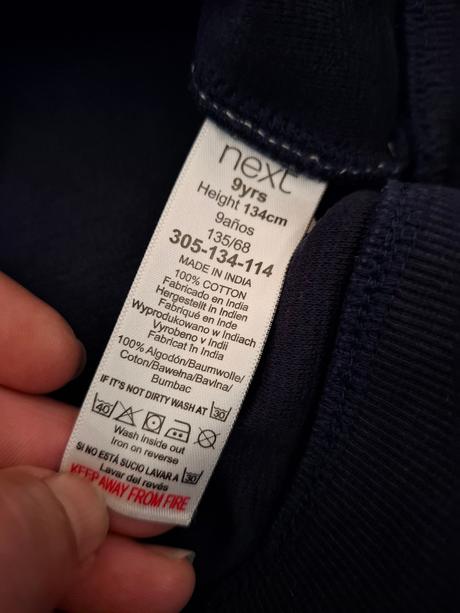 next
9yrs
Height 134cm
9años
135/68
305-134-114
MADE IN INDIA
100% COTTON
Fabricado en India
Hergestellt in Indien
Fabriqué en Inde
Wyprodukowano w Indiach
Vyrobeno v Indii
Fabricat în India
100% Algodón/Baumwolle/
Coton/Bawełna/Bavlna/
Bumbac
IF IT'S NOT DIRTY WASH AT 30
40
Wash inside out
Iron on reverse
SI NO ESTÁ SUCIO LAVAR A 30
Lavar del revés
KEEP AWAY FROM FIRE